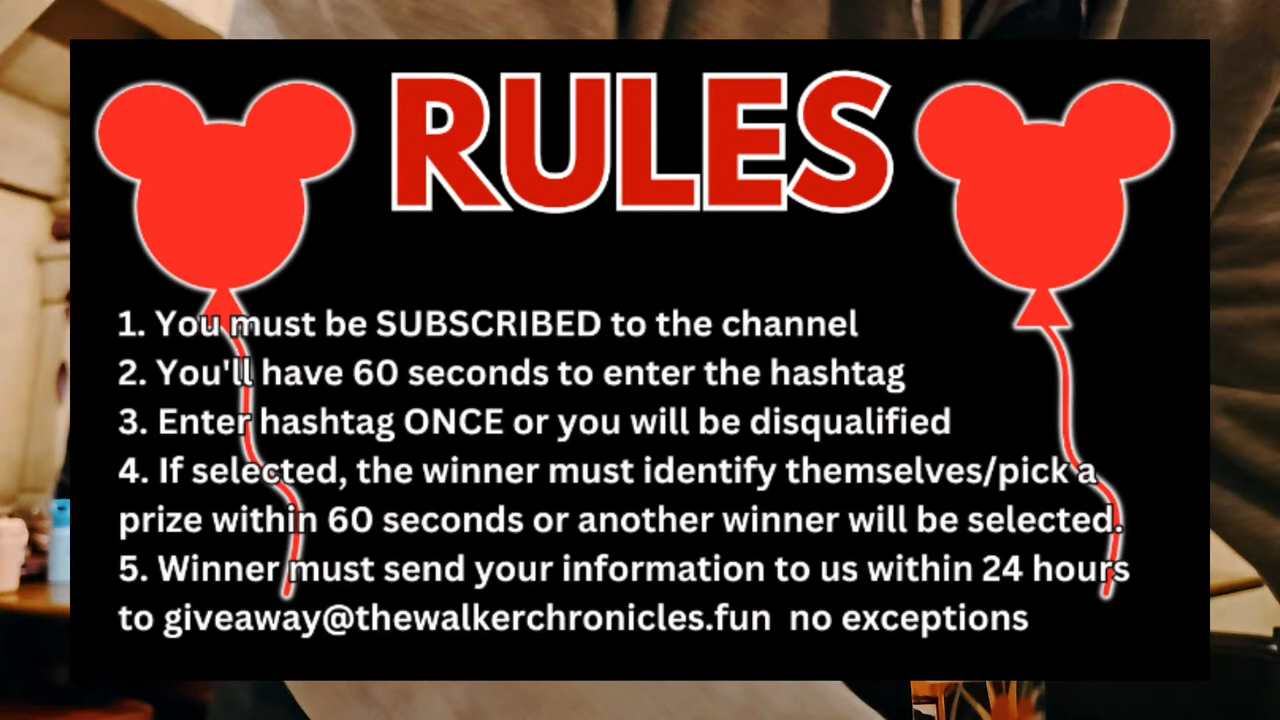 RULES
1. You must be SUBSCRIBED to the channel
2. You'll have 60 seconds to enter the hashtag
3. Enter hashtag ONCE or you will be disqualified
4. If selected, the winner must identify themselves/pick a
prize within 60 seconds or another winner will be selected.
5. Winner must send your information to us within 24 hours
to giveaway@thewalkerchronicles.fun no exceptions